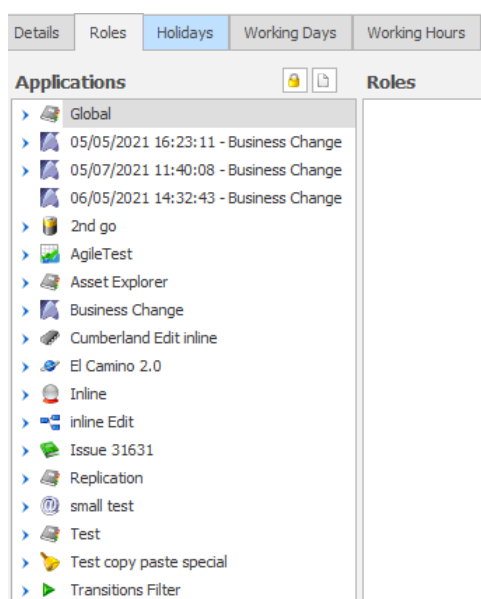 Details Roles Holidays Working Days Working Hours
Applications Roles
Global
05/05/2021 16:23:11 - Business Change
05/07/2021 11:40:08 - Business Change
06/05/2021 14:32:43 - Business Change
2nd go
AgileTest
Asset Explorer
Business Change
Cumberland Edit inline
El Camino 2.0
Inline
inline Edit
Issue 31631
Replication
small test
Test
Test copy paste special
Transitions Filter